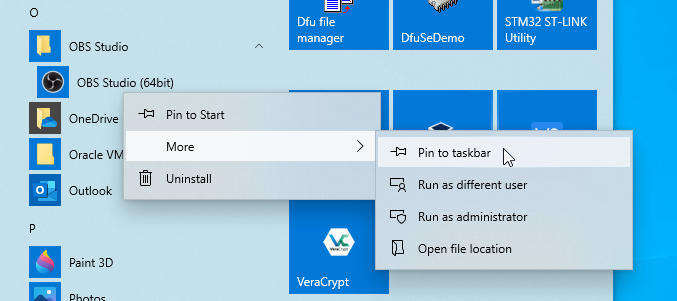 O
OBS Studio
OBS Studio (64bit)
OneDrive
Oracle VM
Outlook
P
Paint 3D
Photos
Dfu file
manager
DfuSeDemo
STM32 ST-LINK
Utility
Pin to Start
More
Uninstall
Pin to taskbar
Run as different user
Run as administrator
Open file location
VC
VeraCrypt
VeraCrypt